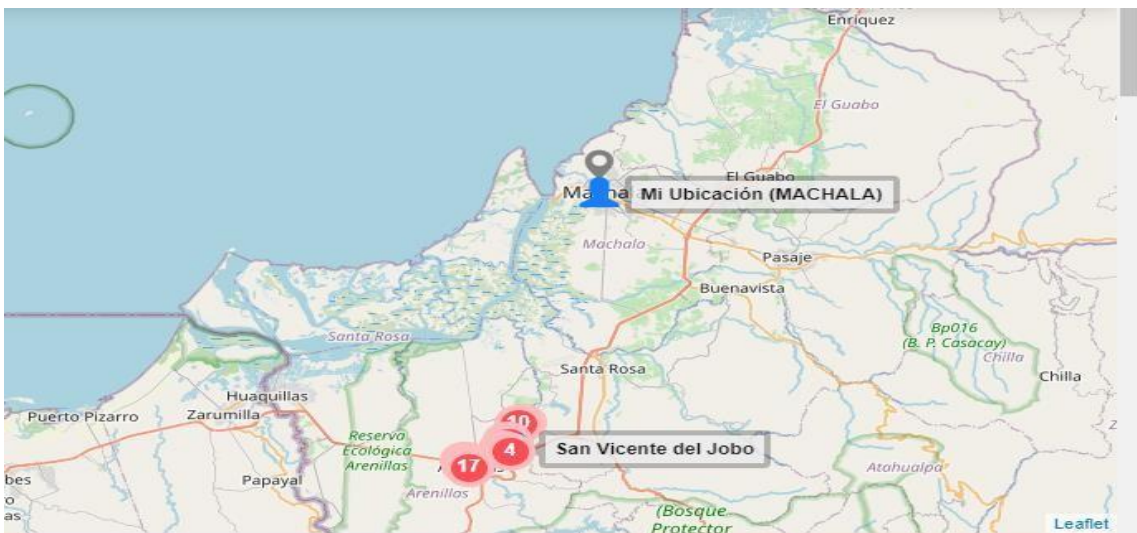 Enriquez
El Guabo
El Guabo
Mi Ubicación (MACHALA)
Machala
Pasaje
Buenavista
Bp016
(B. P. Casacay)
Chilla
Chilla
Santa Rosa
Santa Rosa
Huaquillas
Puerto Pizarro
Zarumilla
10
4
San Vicente del Jobo
17
Reserva
Ecológica
Arenillas
Arenillas
Papayal
Atahualpa
(Bosque
Protector
Leaflet